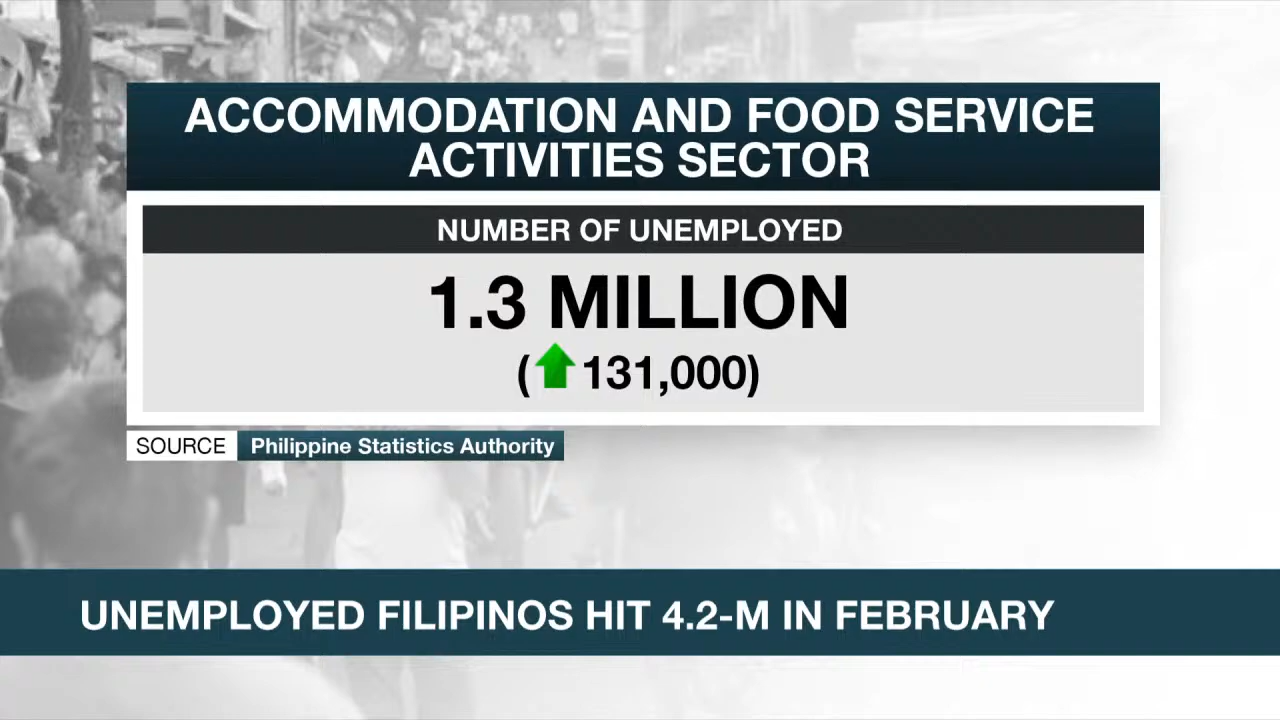 ACCOMMODATION AND FOOD SERVICE
ACTIVITIES SECTOR
NUMBER OF UNEMPLOYED
1.3 MILLION
(131,000)
SOURCE Philippine Statistics Authority
UNEMPLOYED FILIPINOS HIT 4.2-M IN FEBRUARY